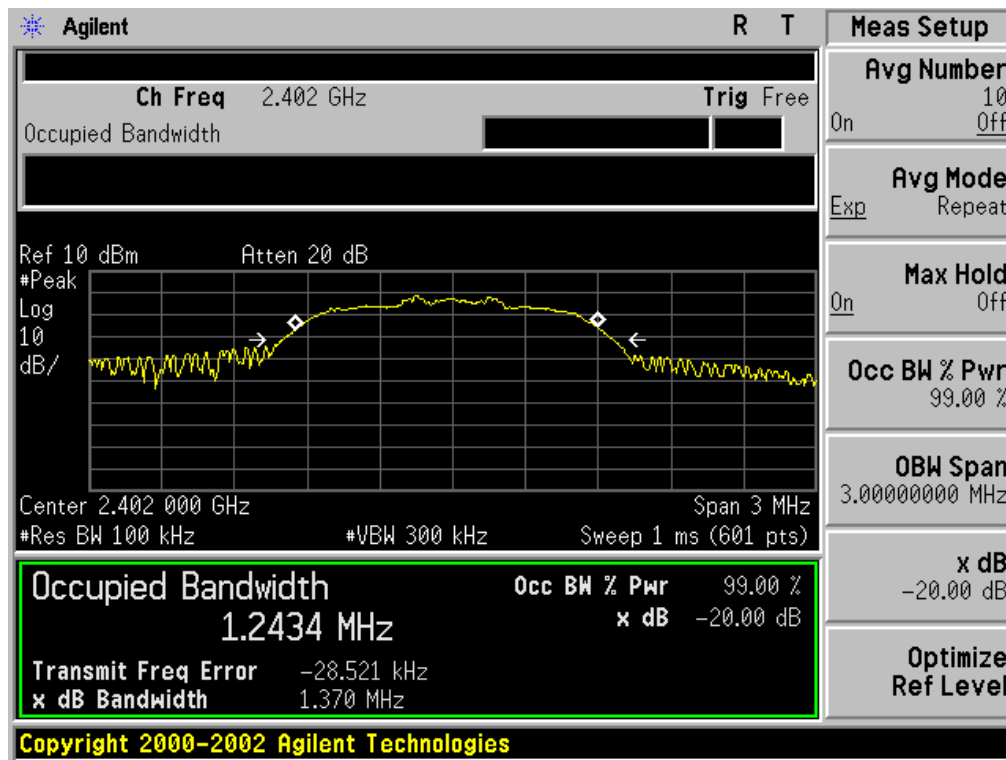 Agilent R T
Ch Freq 2.402 GHz Trig Free
Occupied Bandwidth
Ref 10 dBm Atten 20 dB
#Peak
Log
10
dB/
Center 2.402 000 GHz Span 3 MHz
#Res BW 100 kHz #VBW 300 kHz Sweep 1 ms (601 pts)
Occupied Bandwidth
1.2434 MHz
Occ BW % Pwr 99.00 %
x dB -20.00 dB
Transmit Freq Error -28.521 kHz
x dB Bandwidth 1.370 MHz
Copyright 2000-2002 Agilent Technologies
Meas Setup
Avg Number
10
On Off
Avg Mode
Exp Repeat
Max Hold
On Off
Occ BW % Pwr
99.00 %
OBW Span
3.00000000 MHz
x dB
-20.00 dB
Optimize
Ref Level